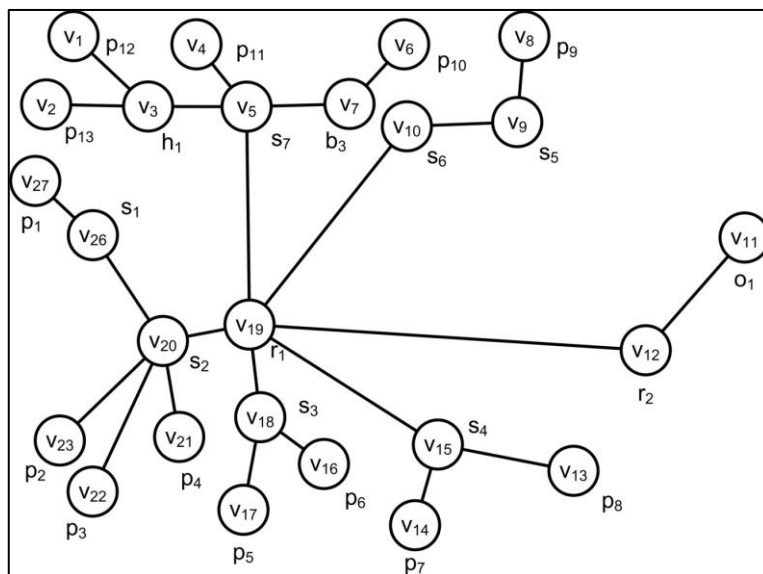 v1 p12 v4 p11 v6 p10 v8 p9
v2 p13 v3 h1 v5 s7 v7 b3 v10 s6 v9 s5
v27 p1 s1 v26 v11 o1
v20 s2 v19 r1 v12 r2
v23 p2 v22 p3 v21 p4 v18 s3 v16 p6 v17 p5
v15 s4 v13 p8 v14 p7